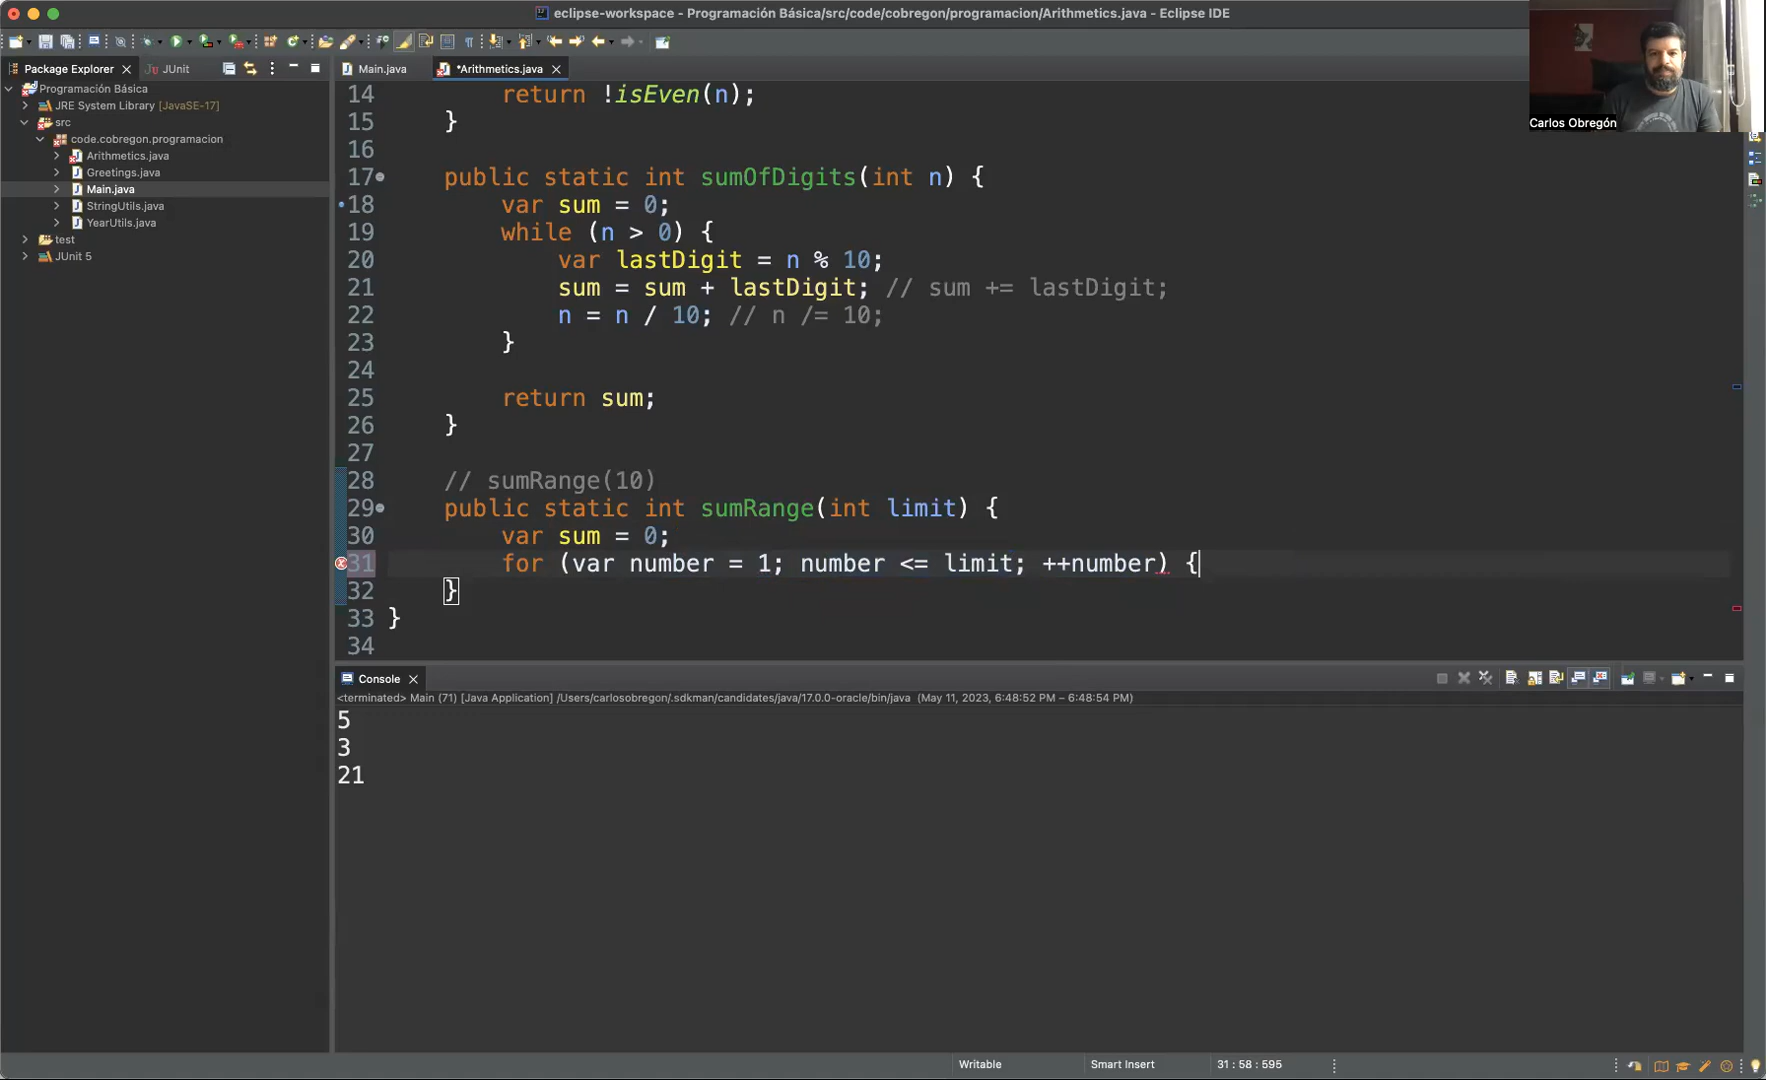 eclipse-workspace - Programación Básica/src/code/cobregon/programacion/Arithmetics.java - Eclipse IDE
Package Explorer
JUnit
Main.java
*Arithmetics.java
Programación Básica
JRE System Library [JavaSE-17]
src
code.cobregon.programacion
Arithmetics.java
Greetings.java
Main.java
StringUtils.java
YearUtils.java
test
JUnit 5
Carlos Obregón
14 return !isEven(n);
15 }
16
17 public static int sumOfDigits(int n) {
18 var sum = 0;
19 while (n > 0) {
20 var lastDigit = n % 10;
21 sum = sum + lastDigit; // sum += lastDigit;
22 n = n / 10; // n /= 10;
23 }
24
25 return sum;
26 }
27
28 // sumRange(10)
29 public static int sumRange(int limit) {
30 var sum = 0;
31 for (var number = 1; number <= limit; ++number) {
32 }
33 }
34
Console
<terminated> Main (71) [Java Application] /Users/carlosobregon/.sdkman/candidates/java/17.0.0-oracle/bin/java (May 11, 2023, 6:48:52 PM – 6:48:54 PM)
5
3
21
Writable
Smart Insert
31 : 58 : 595